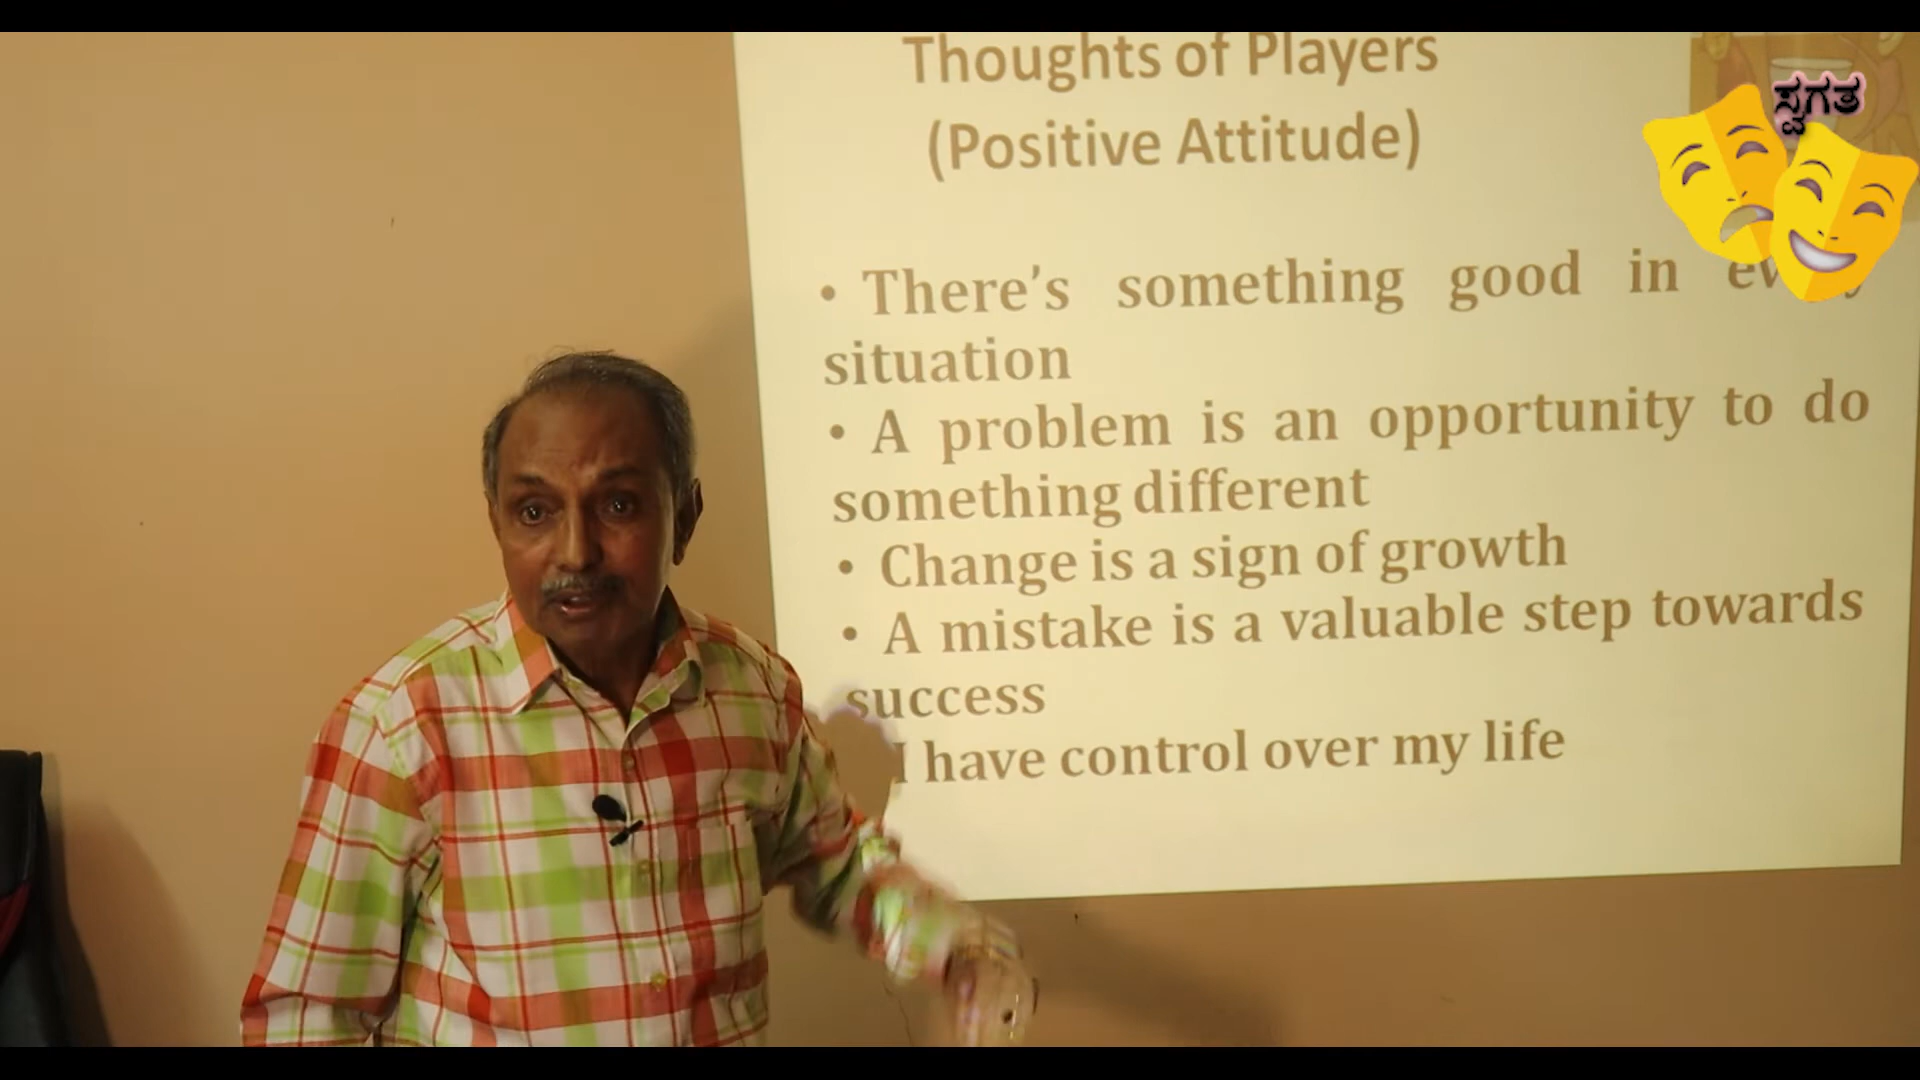 Thoughts of Players
(Positive Attitude)
ಸ್ವಗತ
• There's something good in every
situation
• A problem is an opportunity to do
something different
• Change is a sign of growth
• A mistake is a valuable step towards
success
I have control over my life